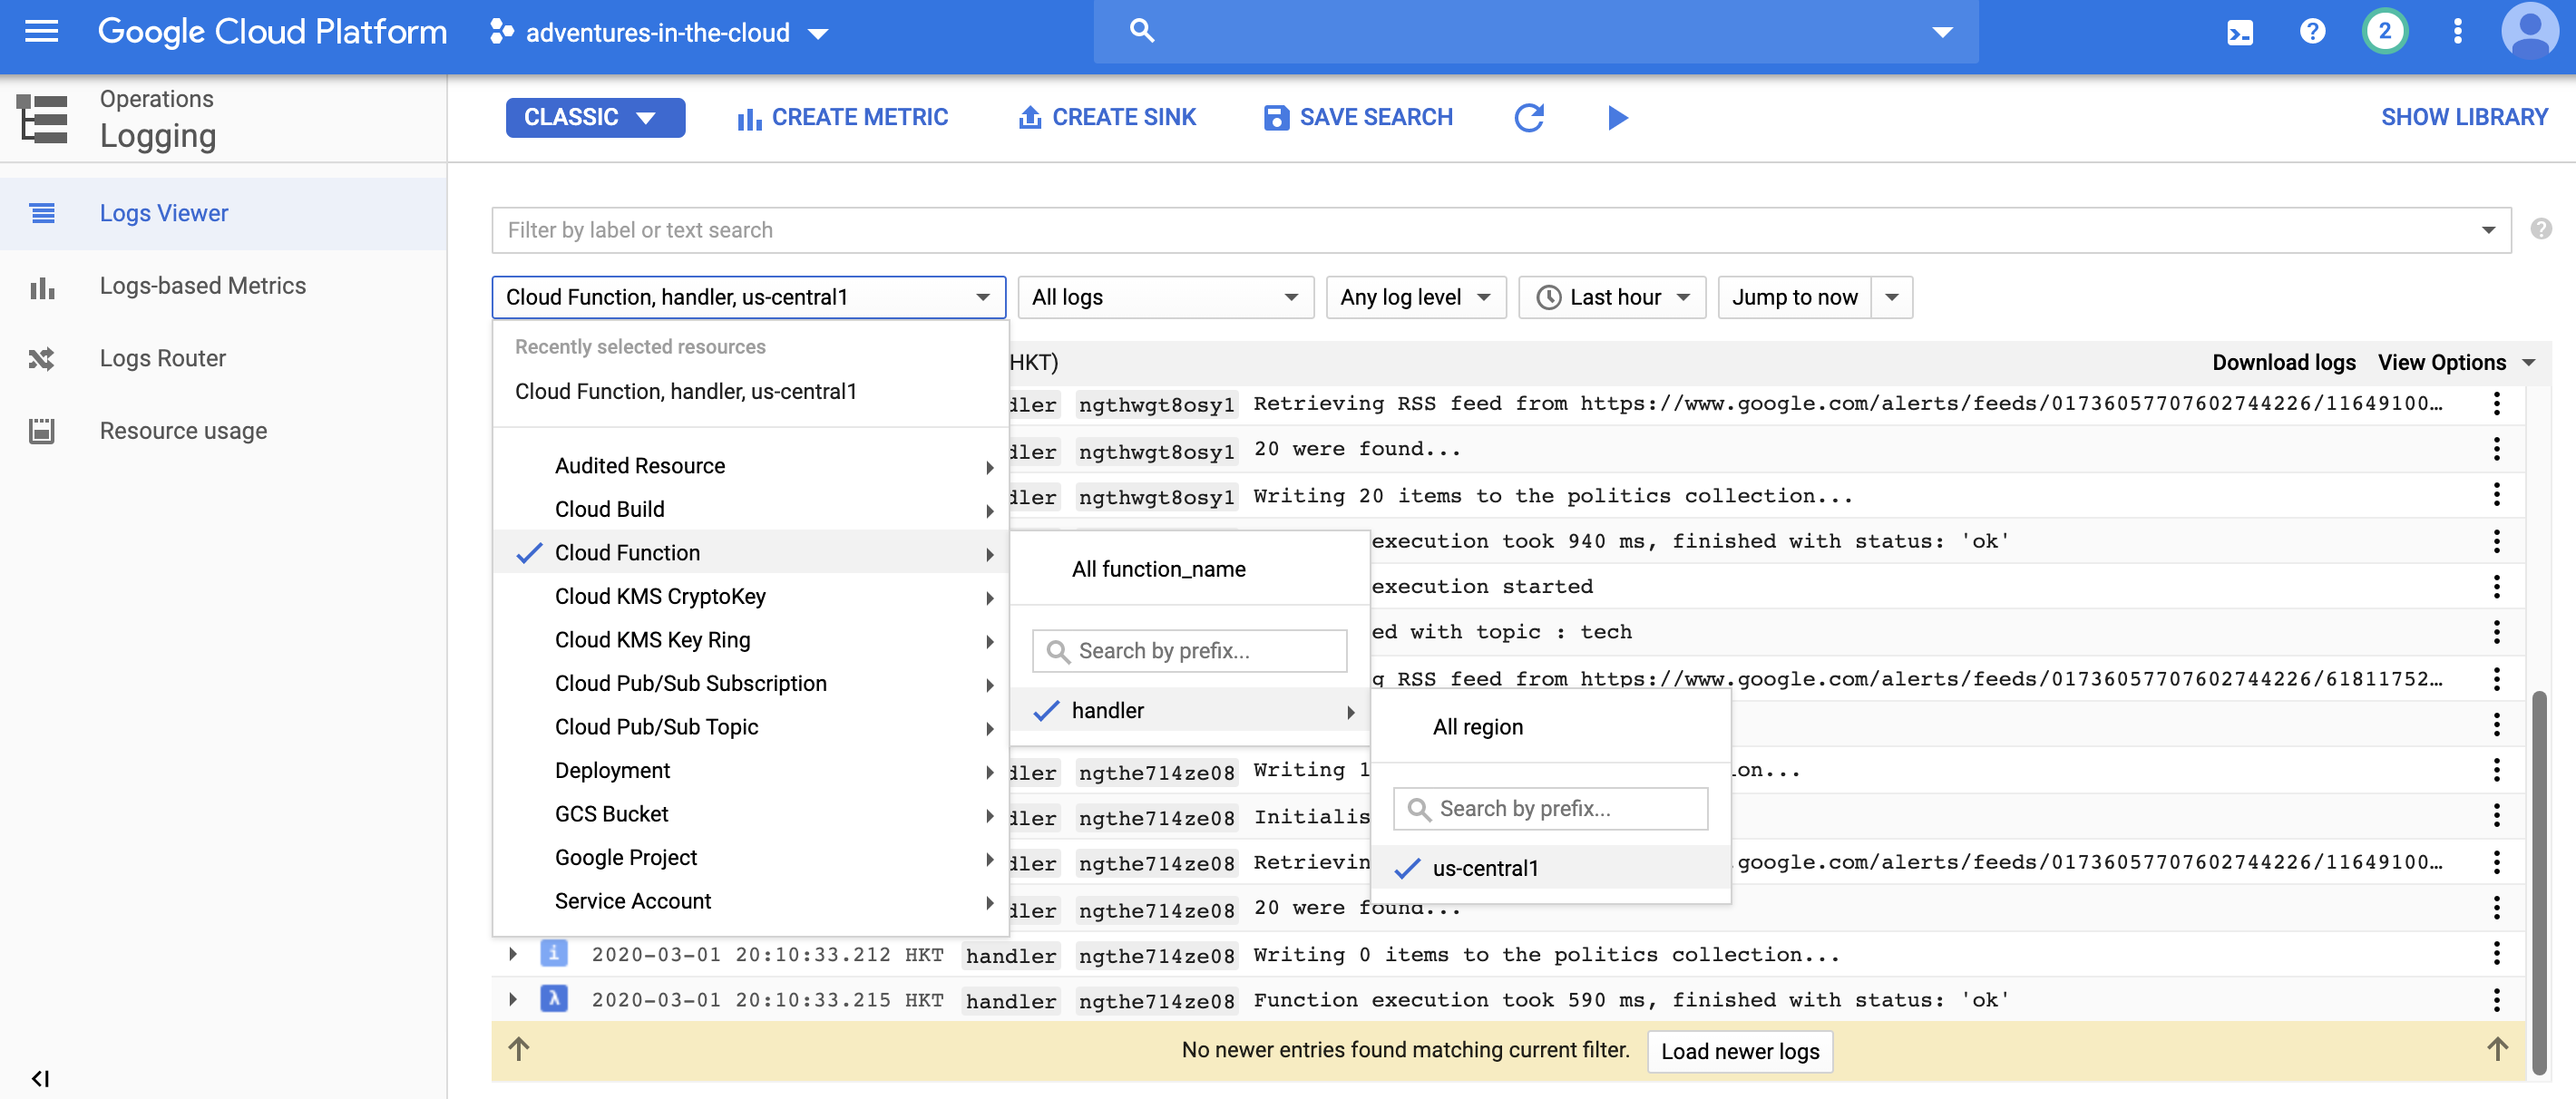 Google Cloud Platform
adventures-in-the-cloud
2
Operations
Logging
CLASSIC
CREATE METRIC
CREATE SINK
SAVE SEARCH
SHOW LIBRARY
Logs Viewer
Logs-based Metrics
Logs Router
Resource usage
Filter by label or text search
Cloud Function, handler, us-central1
All logs
Any log level
Last hour
Jump to now
Recently selected resources
Cloud Function, handler, us-central1
Audited Resource
Cloud Build
Cloud Function
Cloud KMS CryptoKey
Cloud KMS Key Ring
Cloud Pub/Sub Subscription
Cloud Pub/Sub Topic
Deployment
GCS Bucket
Google Project
Service Account
All function_name
Search by prefix...
handler
All region
Search by prefix...
us-central1
HKT)
Download logs
View Options
dler ngthwgt8osy1 Retrieving RSS feed from https://www.google.com/alerts/feeds/01736057707602744226/11649100…
dler ngthwgt8osy1 20 were found...
dler ngthwgt8osy1 Writing 20 items to the politics collection...
execution took 940 ms, finished with status: 'ok'
execution started
ed with topic : tech
g RSS feed from https://www.google.com/alerts/feeds/01736057707602744226/61811752…
dler ngthe714ze08 Writing 1 on...
dler ngthe714ze08 Initialis
dler ngthe714ze08 Retrievin .google.com/alerts/feeds/01736057707602744226/11649100…
dler ngthe714ze08 20 were found...
i 2020-03-01 20:10:33.212 HKT handler ngthe714ze08 Writing 0 items to the politics collection...
λ 2020-03-01 20:10:33.215 HKT handler ngthe714ze08 Function execution took 590 ms, finished with status: 'ok'
No newer entries found matching current filter.
Load newer logs